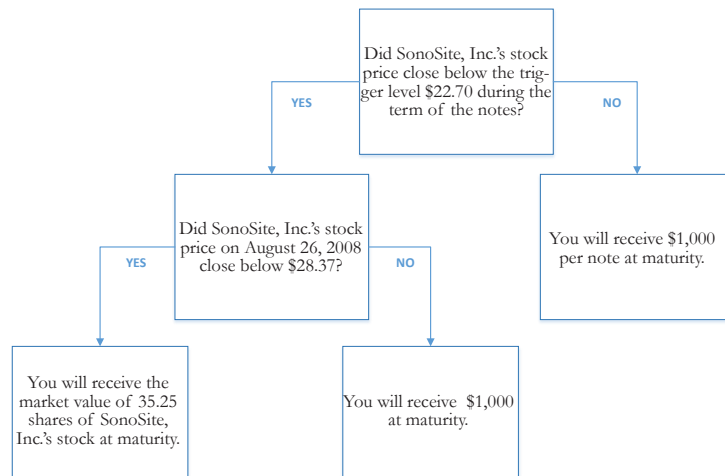 Did SonoSite, Inc.'s stock
price close below the trig-
ger level $22.70 during the
term of the notes?
YES
NO
Did SonoSite, Inc.'s stock
price on August 26, 2008
close below $28.37?
You will receive $1,000
per note at maturity.
YES
NO
You will receive the
market value of 35.25
shares of SonoSite,
Inc.'s stock at maturity.
You will receive $1,000
at maturity.